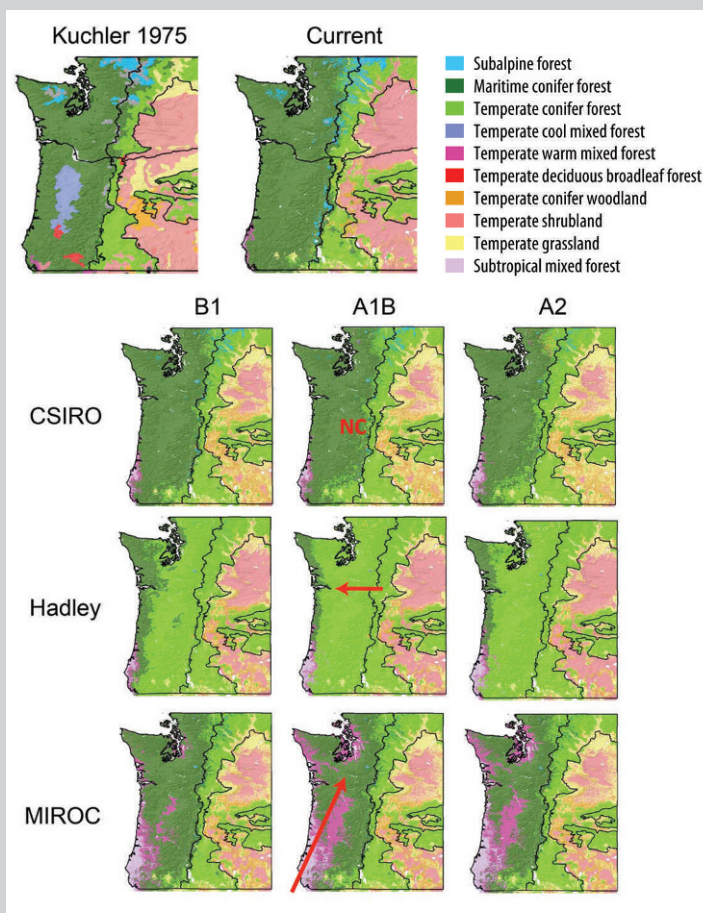 Kuchler 1975
Current
Subalpine forest
Maritime conifer forest
Temperate conifer forest
Temperate cool mixed forest
Temperate warm mixed forest
Temperate deciduous broadleaf forest
Temperate conifer woodland
Temperate shrubland
Temperate grassland
Subtropical mixed forest
B1
A1B
A2
CSIRO
NC
Hadley
MIROC